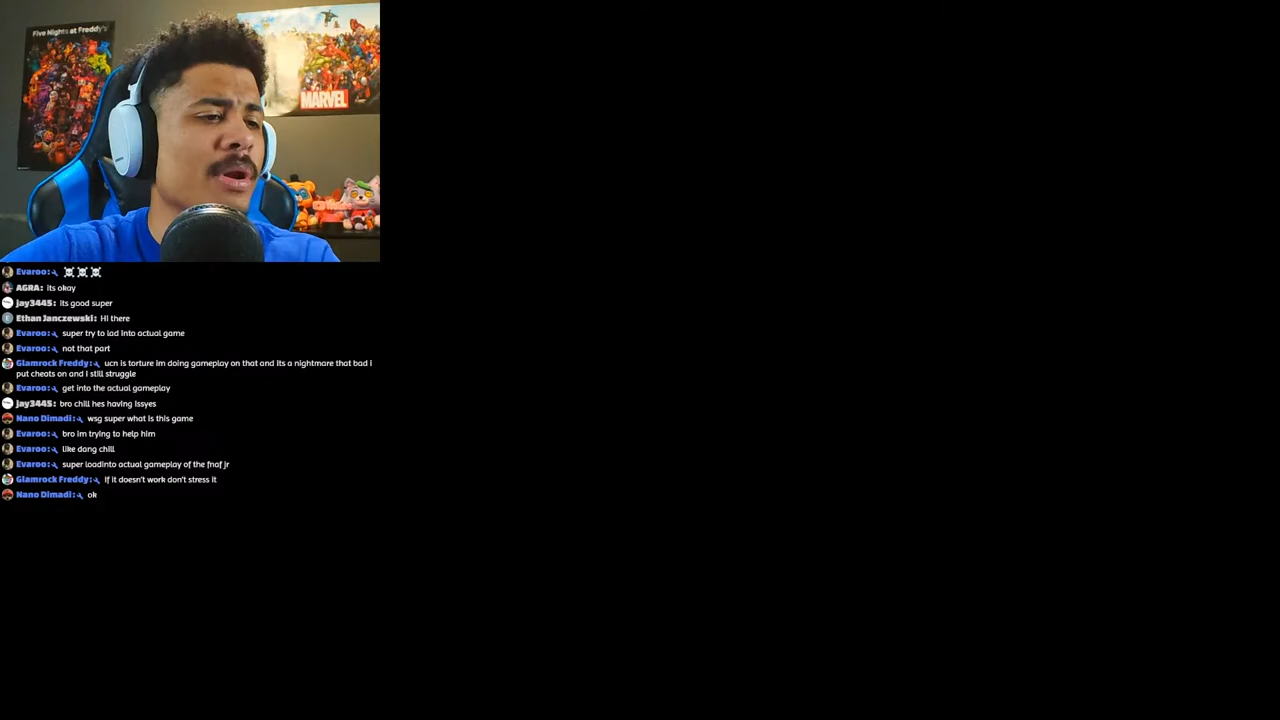 Five Nights at Freddy's
MARVEL
Evaroo:
AGRA: its okay
jay3445: its good super
Ethan Janczewski: Hi there
Evaroo: super try to lad into actual game
Evaroo: not that part
Glamrock Freddy: ucn is torture im doing gameplay on that and its a nightmare that bad i
put cheats on and i still struggle
Evaroo: get into the actual gameplay
jay3445: bro chill hes having issyes
Nano Dimadi: wsg super what is this game
Evaroo: bro im trying to help him
Evaroo: like dang chill
Evaroo: super loadinto actual gameplay of the fnaf jr
Glamrock Freddy: If it doesn't work don't stress it
Nano Dimadi: ok